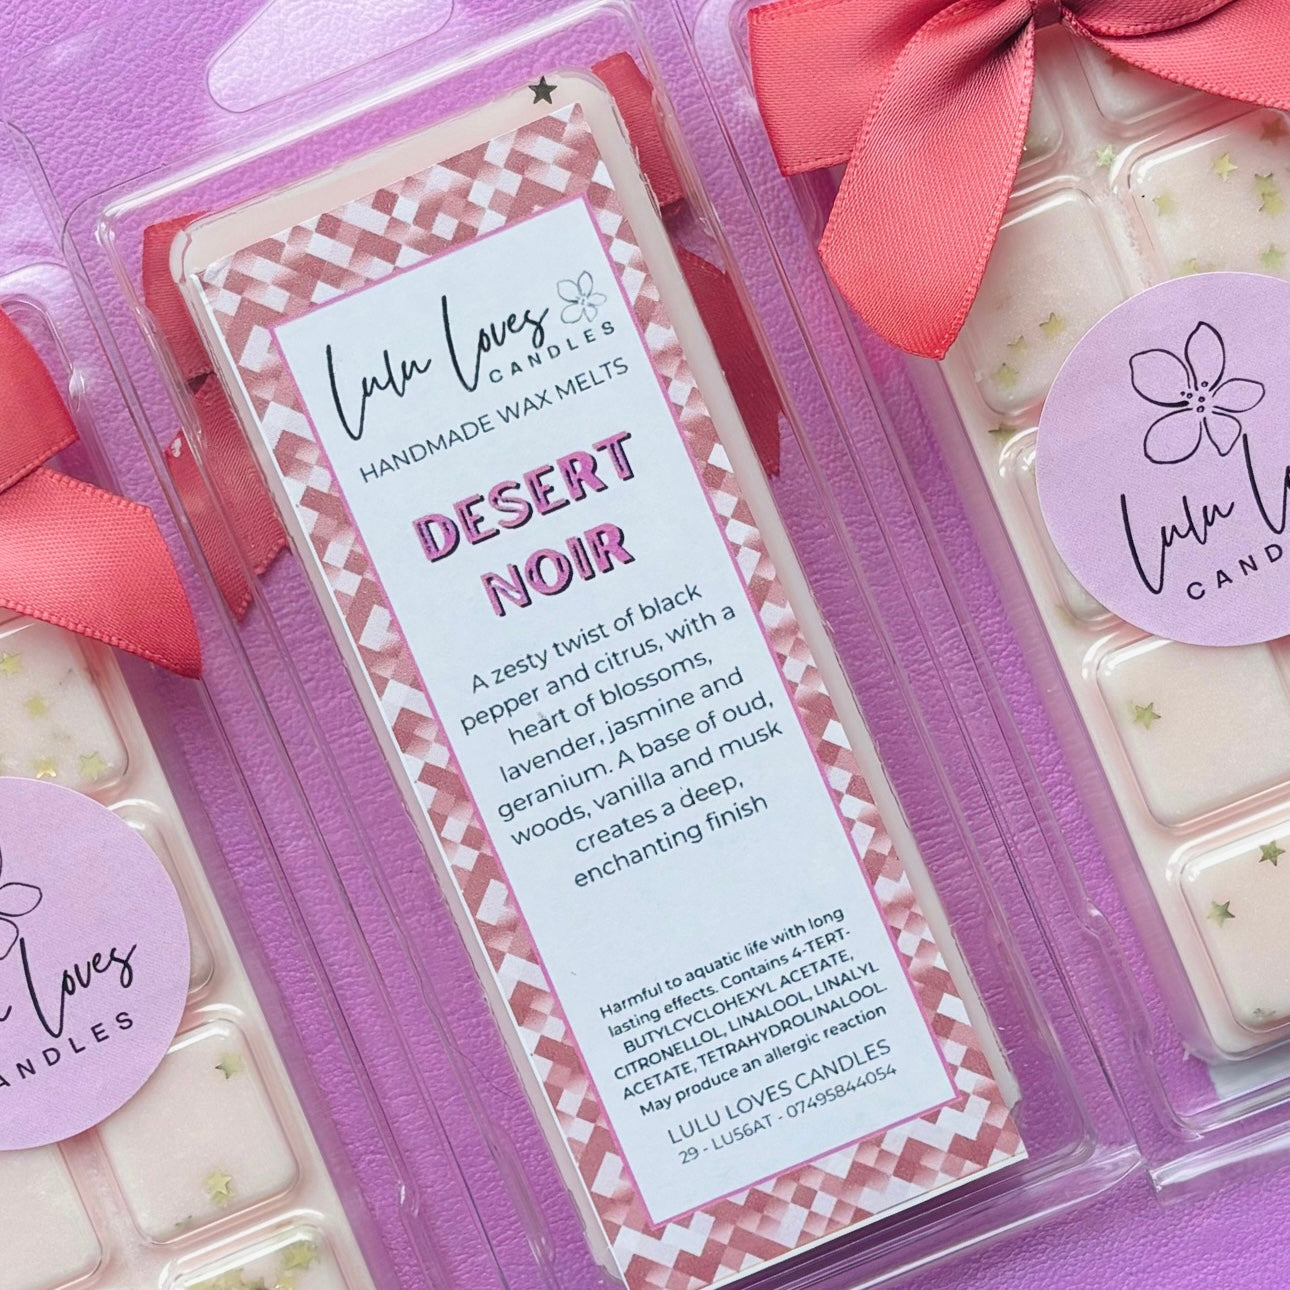 Lulu Loves
CANDLES
HANDMADE WAX MELTS
DESERT
NOIR
A zesty twist of black
pepper and citrus, with a
heart of blossoms,
lavender, jasmine and
geranium. A base of oud,
woods, vanilla and musk
creates a deep,
enchanting finish
Harmful to aquatic life with long
lasting effects. Contains 4-TERT-
BUTYLCYCLOHEXYL ACETATE,
CITRONELLOL, LINALOOL, LINALYL
ACETATE, TETRAHYDROLINALOOL.
May produce an allergic reaction
LULU LOVES CANDLES
29 - LU56AT - 07495844054
Lulu
CAND
Loves
ANDLES